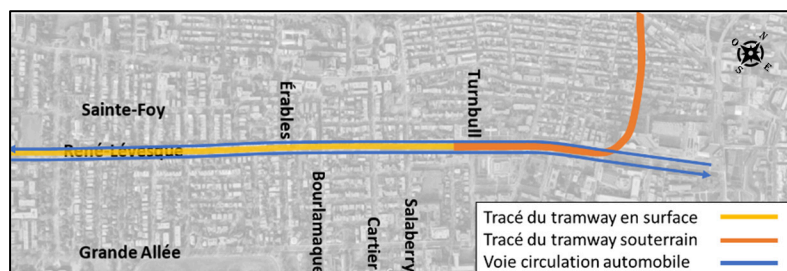 N
O
E
S
Sainte-Foy
Érables
Turnbull
René-Lévesque
Bourlamaque
Cartier
Salaberry
Grande Allée
Tracé du tramway en surface
Tracé du tramway souterrain
Voie circulation automobile